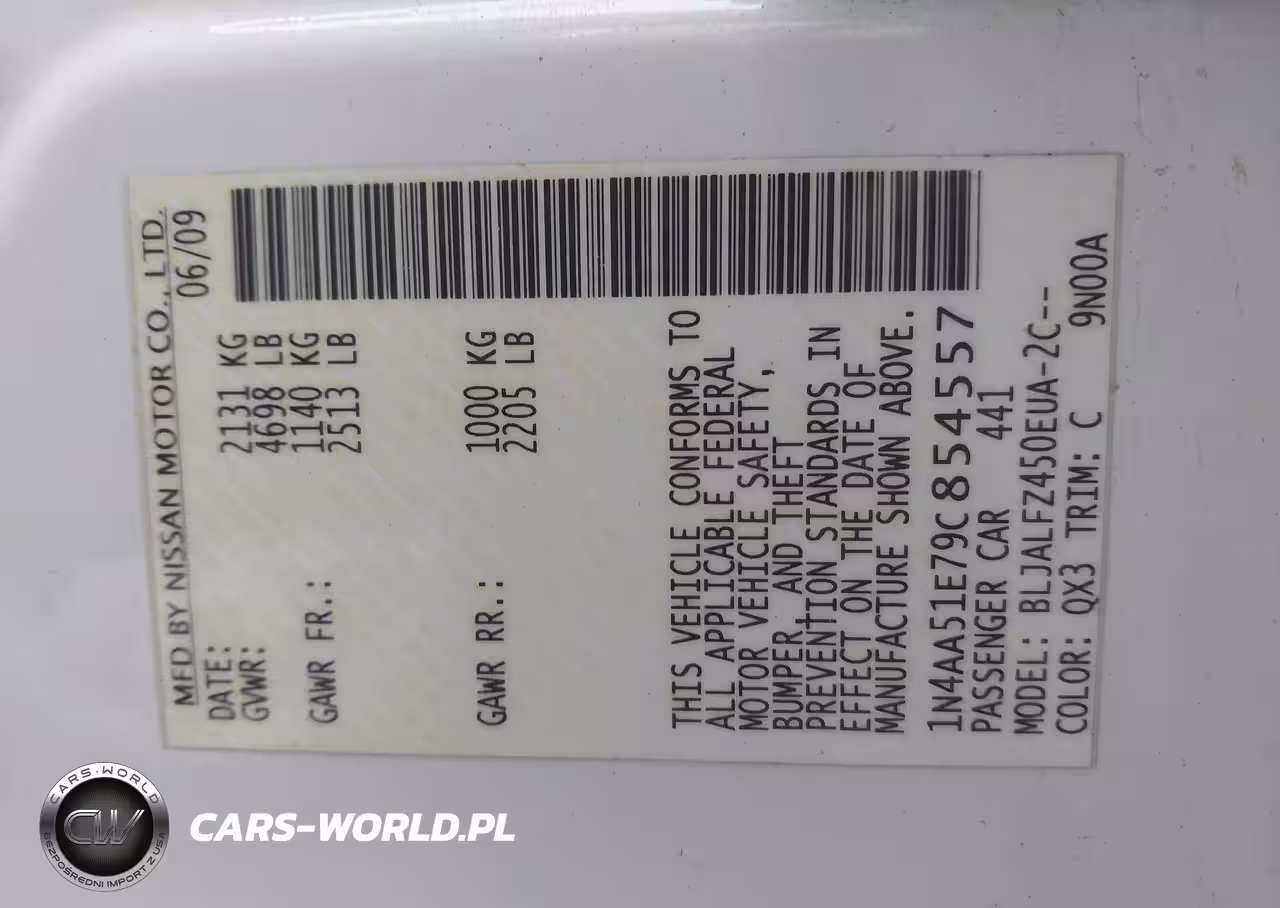 MFD BY NISSAN MOTOR CO., LTD.
DATE: 06/09
GVWR: 2131 KG
4698 LB
GAWR FR.: 1140 KG
2513 LB
GAWR RR.: 1000 KG
2205 LB
THIS VEHICLE CONFORMS TO
ALL APPLICABLE FEDERAL
MOTOR VEHICLE SAFETY,
BUMPER, AND THEFT
PREVENTION STANDARDS IN
EFFECT ON THE DATE OF
MANUFACTURE SHOWN ABOVE.
1N4AA51E79C854557
PASSENGER CAR 441
MODEL: BLJALFZ450EUA-2C--
COLOR: QX3 TRIM: C 9N00A
CARS-WORLD
CW
BEZPOŚREDNI IMPORT Z USA
CARS-WORLD.PL